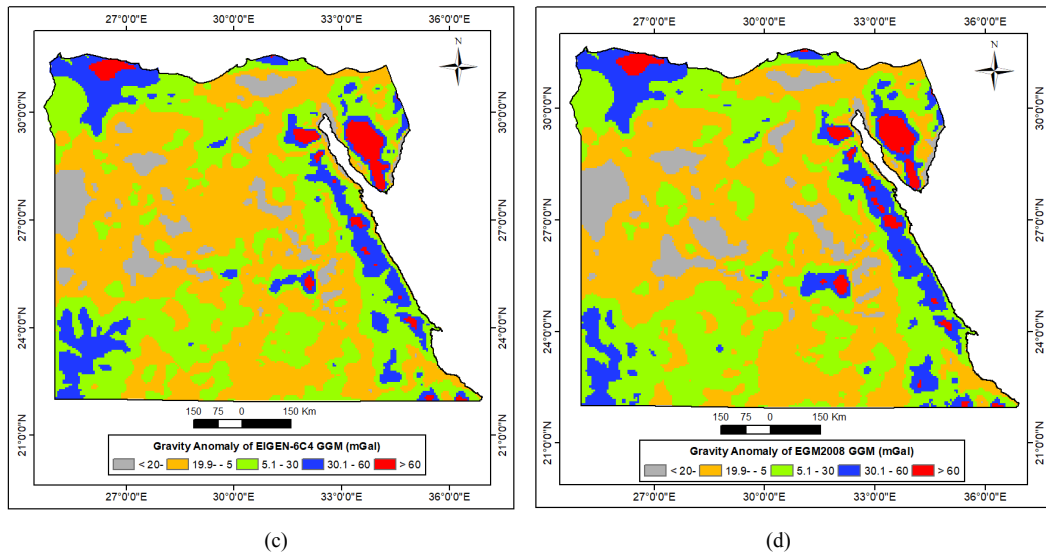 27°0'0"E 30°0'0"E 33°0'0"E 36°0'0"E
N
30°0'0"N 30°0'0"N
27°0'0"N 27°0'0"N
24°0'0"N 24°0'0"N
21°0'0"N 21°0'0"N
150 75 0 150 Km
Gravity Anomaly of EIGEN-6C4 GGM (mGal)
< 20- 19.9- - 5 5.1 - 30 30.1 - 60 > 60
27°0'0"E 30°0'0"E 33°0'0"E 36°0'0"E
(c)
27°0'0"E 30°0'0"E 33°0'0"E 36°0'0"E
N
30°0'0"N 30°0'0"N
27°0'0"N 27°0'0"N
24°0'0"N 24°0'0"N
21°0'0"N 21°0'0"N
150 75 0 150 Km
Gravity Anomaly of EGM2008 GGM (mGal)
< 20- 19.9- - 5 5.1 - 30 30.1 - 60 > 60
27°0'0"E 30°0'0"E 33°0'0"E 36°0'0"E
(d)